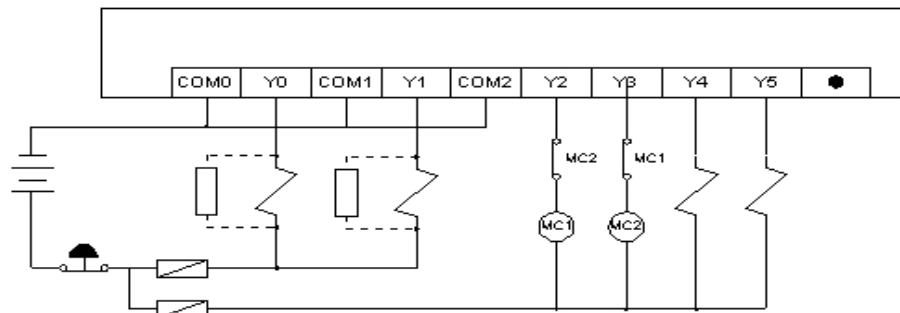 COM0 Y0 COM1 Y1 COM2 Y2 Y3 Y4 Y5
MC2 MC1
MC1 MC2